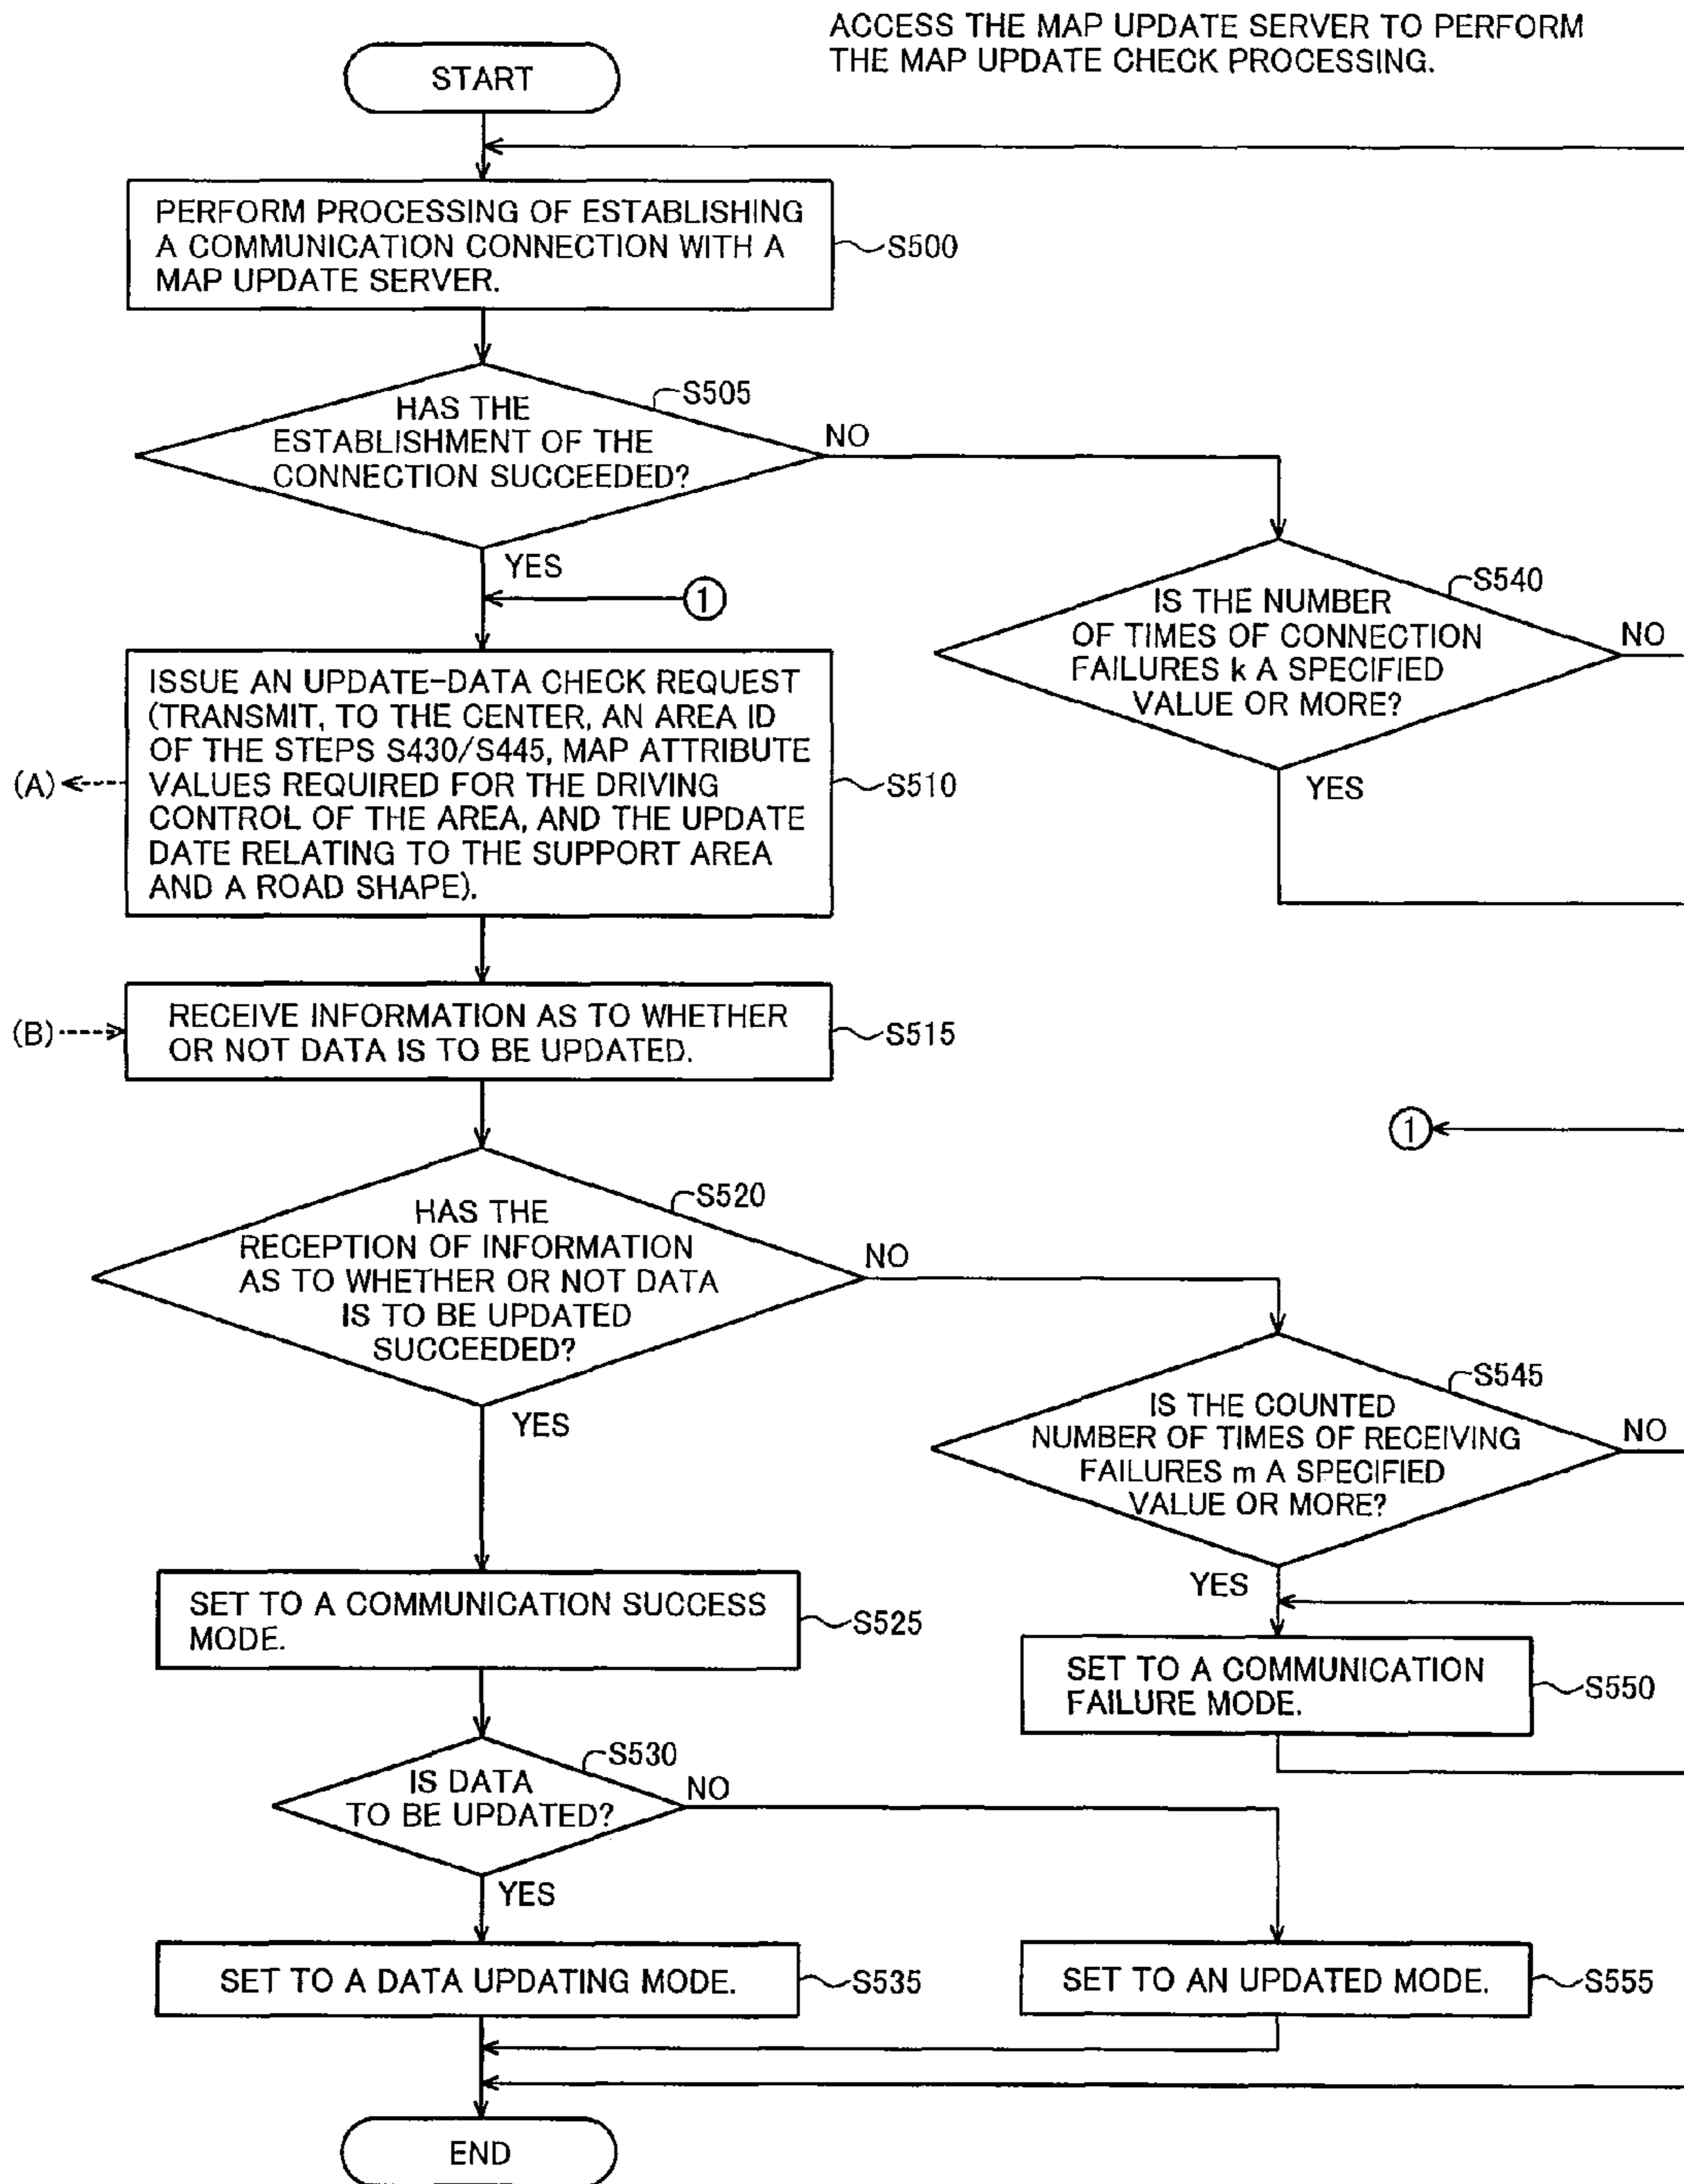 ACCESS THE MAP UPDATE SERVER TO PERFORM
THE MAP UPDATE CHECK PROCESSING.
START
PERFORM PROCESSING OF ESTABLISHING
A COMMUNICATION CONNECTION WITH A
MAP UPDATE SERVER.
S500
HAS THE
ESTABLISHMENT OF THE
CONNECTION SUCCEEDED?
S505
NO
YES
1
IS THE NUMBER
OF TIMES OF CONNECTION
FAILURES k A SPECIFIED
VALUE OR MORE?
S540
NO
YES
ISSUE AN UPDATE-DATA CHECK REQUEST
(TRANSMIT, TO THE CENTER, AN AREA ID
OF THE STEPS S430/S445, MAP ATTRIBUTE
VALUES REQUIRED FOR THE DRIVING
CONTROL OF THE AREA, AND THE UPDATE
DATE RELATING TO THE SUPPORT AREA
AND A ROAD SHAPE).
(A)
S510
(B)
RECEIVE INFORMATION AS TO WHETHER
OR NOT DATA IS TO BE UPDATED.
S515
1
HAS THE
RECEPTION OF INFORMATION
AS TO WHETHER OR NOT DATA
IS TO BE UPDATED
SUCCEEDED?
S520
NO
YES
IS THE COUNTED
NUMBER OF TIMES OF RECEIVING
FAILURES m A SPECIFIED
VALUE OR MORE?
S545
NO
YES
SET TO A COMMUNICATION SUCCESS
MODE.
S525
SET TO A COMMUNICATION
FAILURE MODE.
S550
IS DATA
TO BE UPDATED?
S530
NO
YES
SET TO A DATA UPDATING MODE.
S535
SET TO AN UPDATED MODE.
S555
END